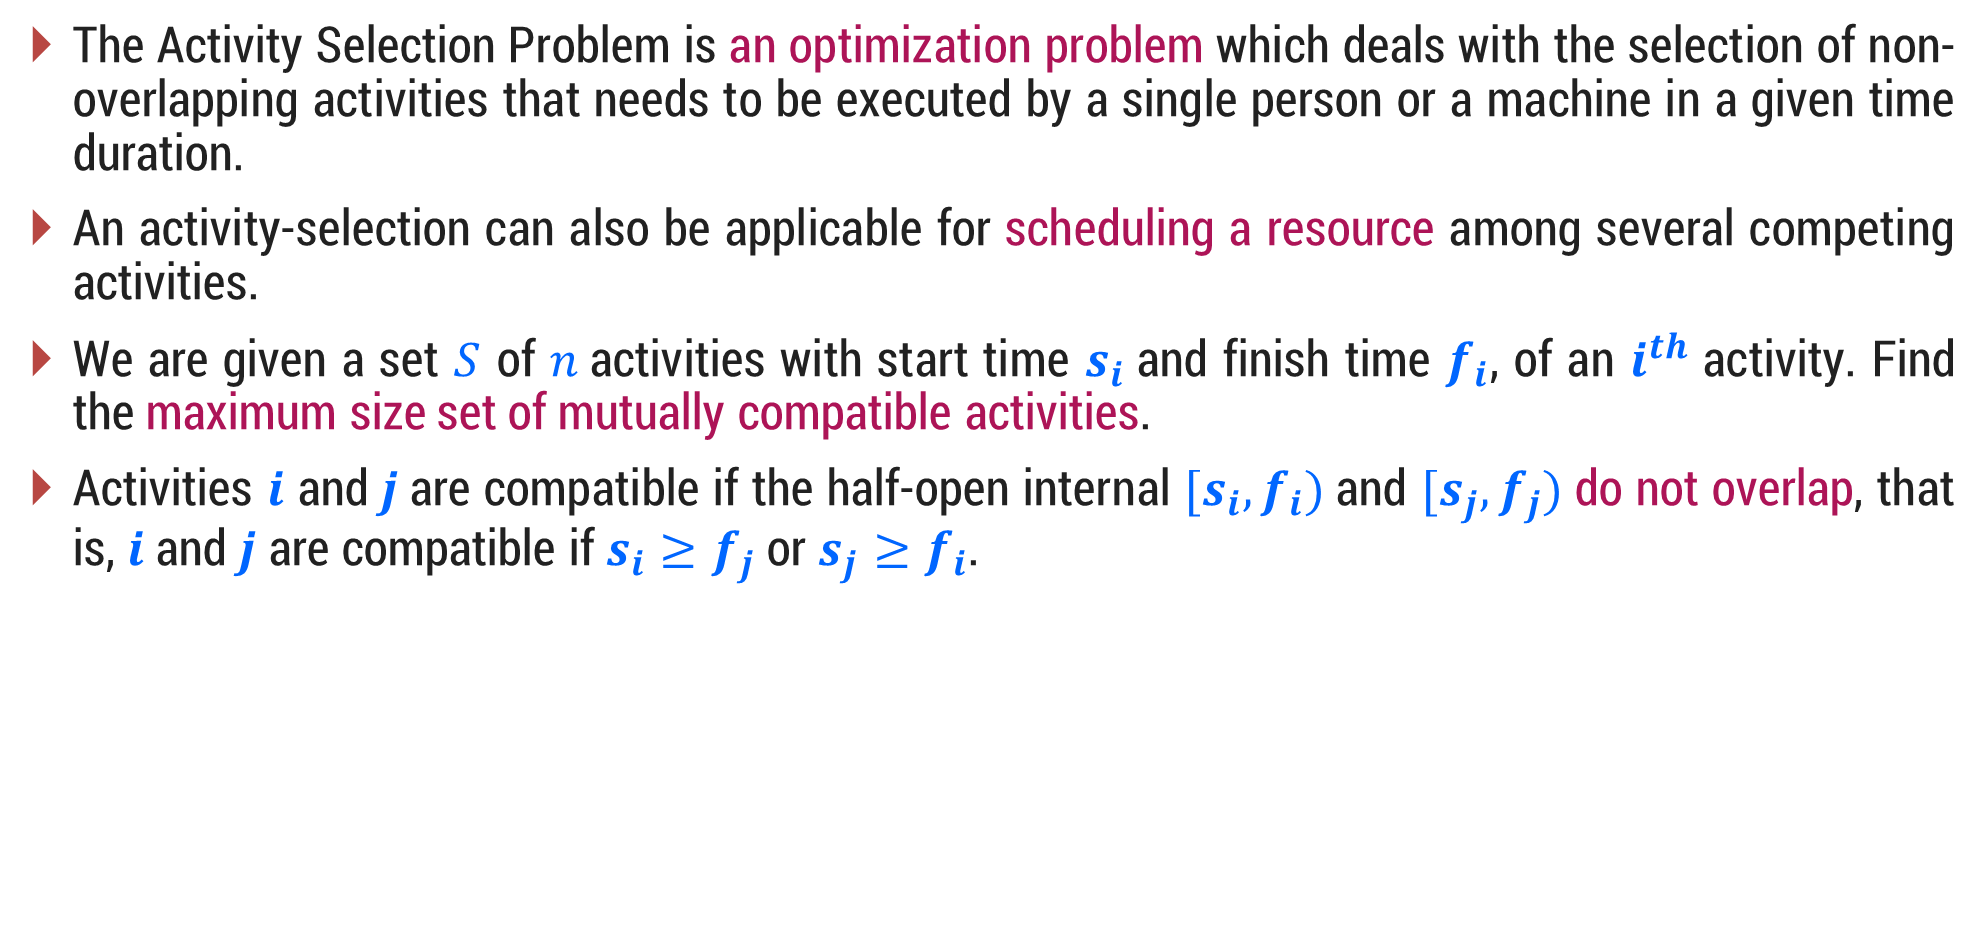 The Activity Selection Problem is an optimization problem which deals with the selection of non-
overlapping activities that needs to be executed by a single person or a machine in a given time
duration.
An activity-selection can also be applicable for scheduling a resource among several competing
activities.
We are given a set S of n activities with start time sᵢ and finish time fᵢ, of an iᵗʰ activity. Find
the maximum size set of mutually compatible activities.
Activities i and j are compatible if the half-open internal [sᵢ, fᵢ) and [sⱼ, fⱼ) do not overlap, that
is, i and j are compatible if sᵢ ≥ fⱼ or sⱼ ≥ fᵢ.